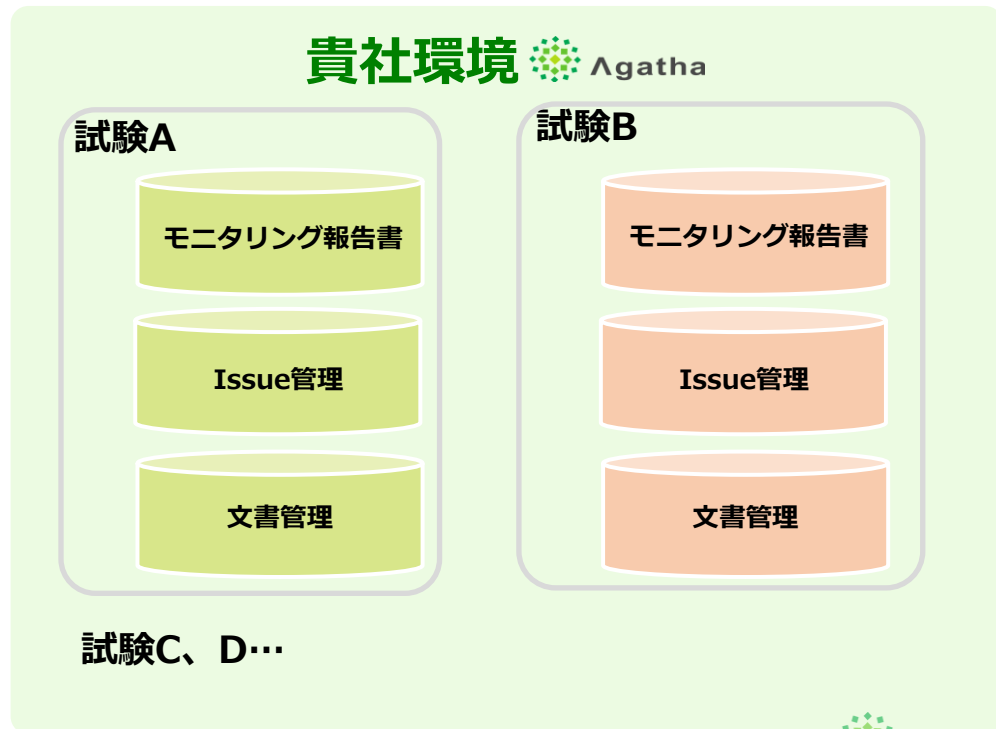 貴社環境 Agatha
試験A
モニタリング報告書
Issue管理
文書管理
試験B
モニタリング報告書
Issue管理
文書管理
試験C、D…